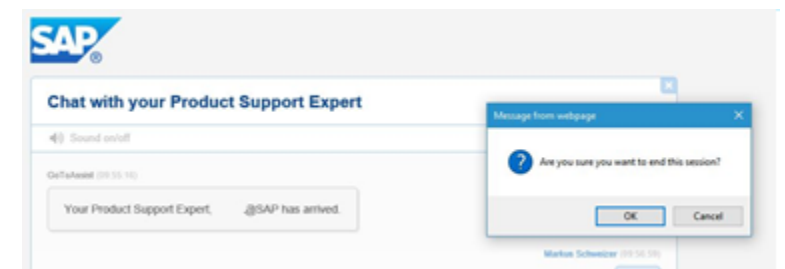 SAP®
Chat with your Product Support Expert
Sound on/off
GoToAssist (09:55:16)
Your Product Support Expert, @SAP has arrived.
Message from webpage
Are you sure you want to end this session?
OK Cancel
Markus Schweizer (09:56:59)